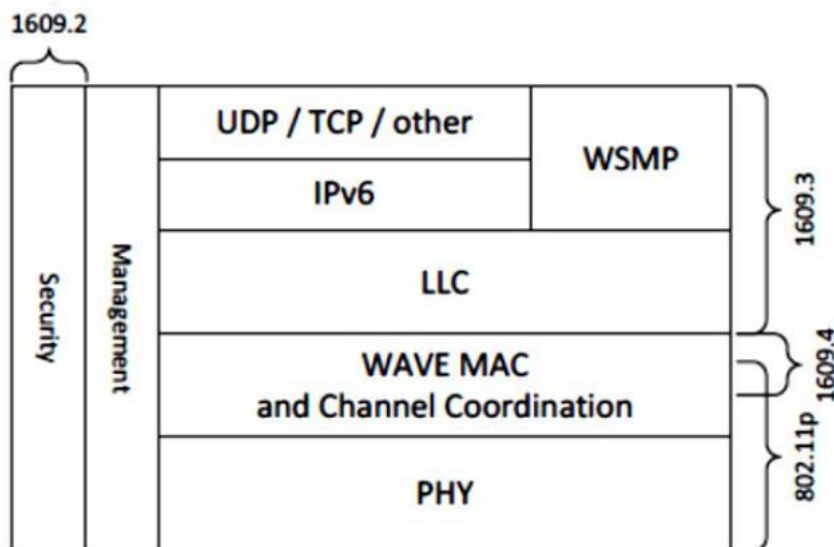 1609.2
UDP / TCP / other
WSMP
IPv6
LLC
WAVE MAC
and Channel Coordination
PHY
Security
Management
1609.3
1609.4
802.11p